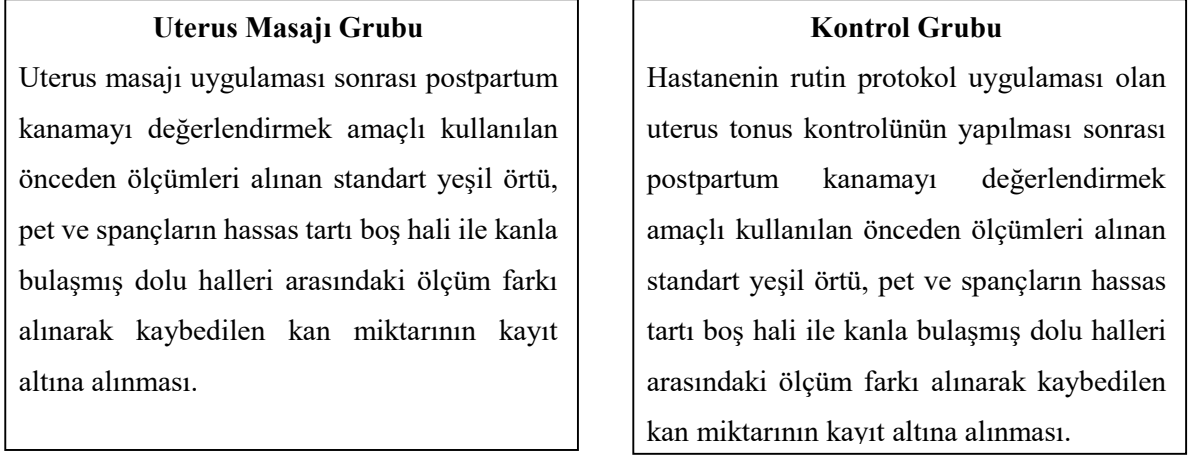 Uterus Masajı Grubu
Uterus masajı uygulaması sonrası postpartum
kanamayı değerlendirmek amaçlı kullanılan
önceden ölçümleri alınan standart yeşil örtü,
pet ve spançların hassas tartı boş hali ile kanla
bulaşmış dolu halleri arasındaki ölçüm farkı
alınarak kaybedilen kan miktarının kayıt
altına alınması.
Kontrol Grubu
Hastanenin rutin protokol uygulaması olan
uterus tonus kontrolünün yapılması sonrası
postpartum kanamayı değerlendirmek
amaçlı kullanılan önceden ölçümleri alınan
standart yeşil örtü, pet ve spançların hassas
tartı boş hali ile kanla bulaşmış dolu halleri
arasındaki ölçüm farkı alınarak kaybedilen
kan miktarının kayıt altına alınması.